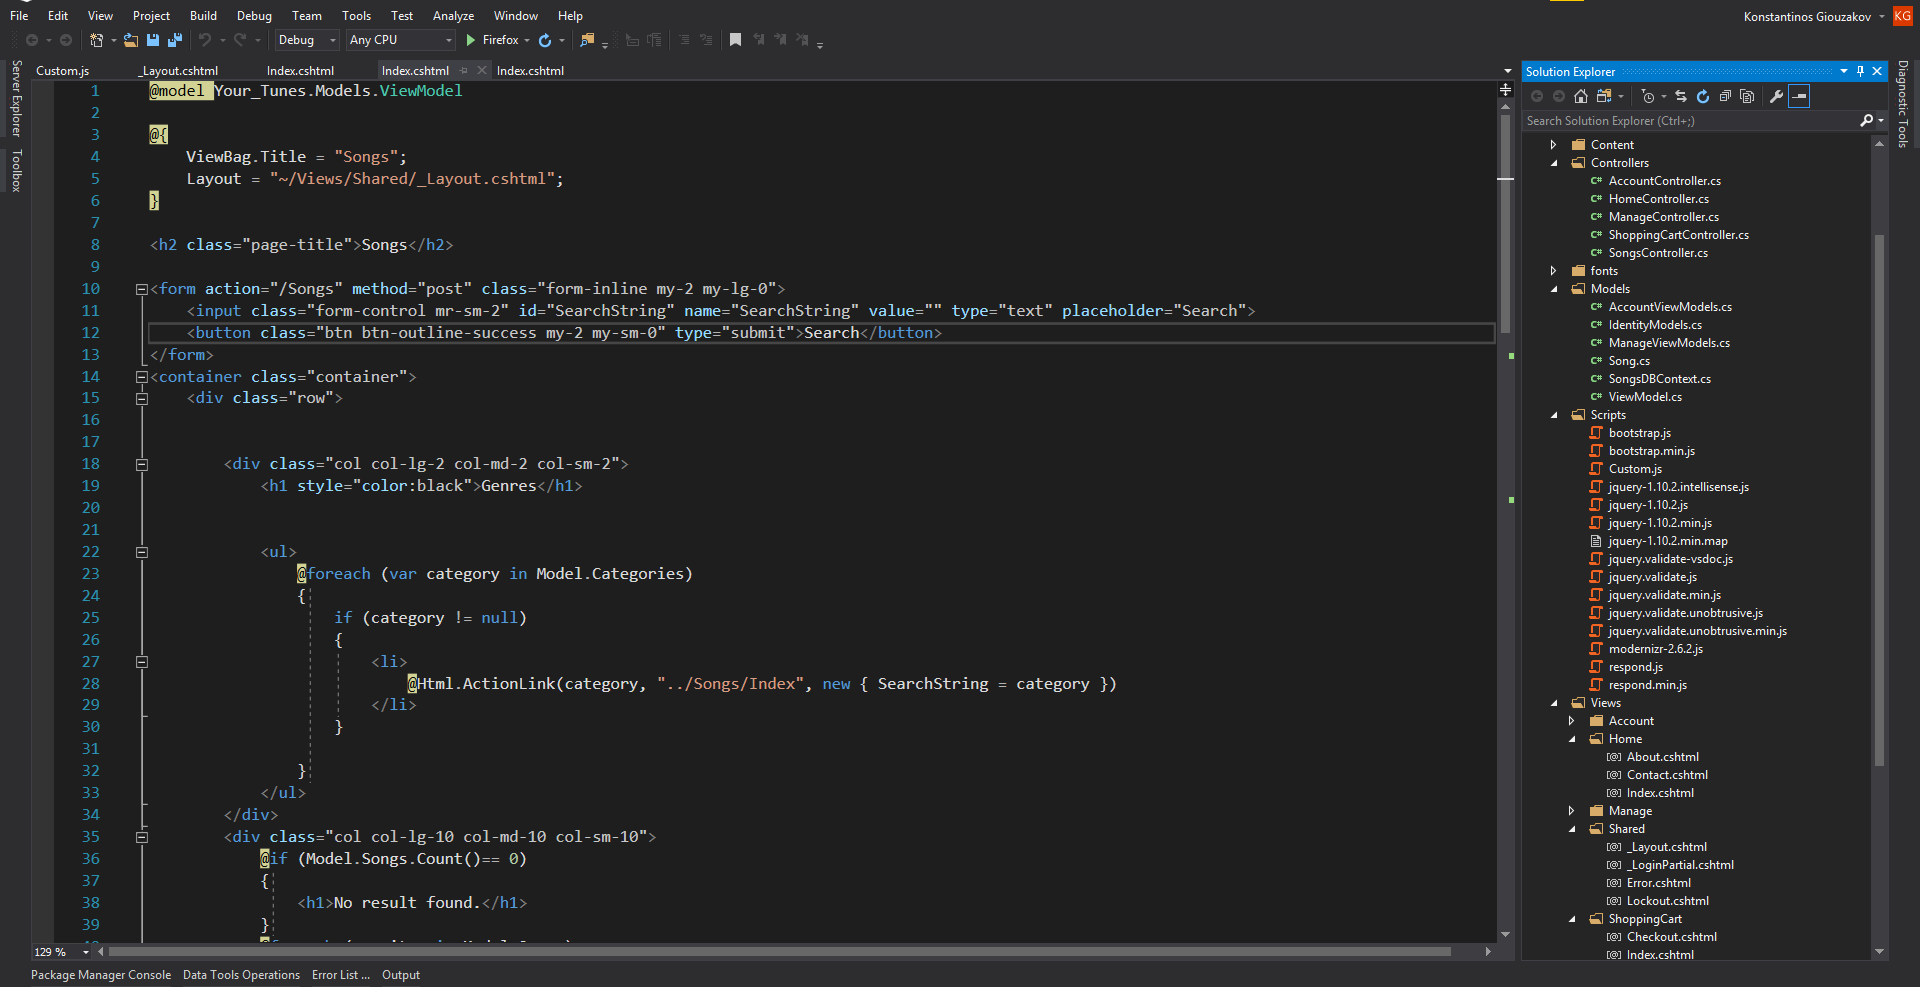 File Edit View Project Build Debug Team Tools Test Analyze Window Help
Konstantinos Giouzakov KG
Debug Any CPU Firefox
Server Explorer
Toolbox
Custom.js _Layout.cshtml Index.cshtml Index.cshtml Index.cshtml
1 @model Your_Tunes.Models.ViewModel
2
3 @{
4 ViewBag.Title = "Songs";
5 Layout = "~/Views/Shared/_Layout.cshtml";
6 }
7
8 <h2 class="page-title">Songs</h2>
9
10 <form action="/Songs" method="post" class="form-inline my-2 my-lg-0">
11 <input class="form-control mr-sm-2" id="SearchString" name="SearchString" value="" type="text" placeholder="Search">
12 <button class="btn btn-outline-success my-2 my-sm-0" type="submit">Search</button>
13 </form>
14 <container class="container">
15 <div class="row">
16
17
18 <div class="col col-lg-2 col-md-2 col-sm-2">
19 <h1 style="color:black">Genres</h1>
20
21
22 <ul>
23 @foreach (var category in Model.Categories)
24 {
25 if (category != null)
26 {
27 <li>
28 @Html.ActionLink(category, "../Songs/Index", new { SearchString = category })
29 </li>
30 }
31
32 }
33 </ul>
34 </div>
35 <div class="col col-lg-10 col-md-10 col-sm-10">
36 @if (Model.Songs.Count()== 0)
37 {
38 <h1>No result found.</h1>
39 }
129 %
Package Manager Console Data Tools Operations Error List ... Output
Solution Explorer
Search Solution Explorer (Ctrl+;)
Content
Controllers
C# AccountController.cs
C# HomeController.cs
C# ManageController.cs
C# ShoppingCartController.cs
C# SongsController.cs
fonts
Models
C# AccountViewModels.cs
C# IdentityModels.cs
C# ManageViewModels.cs
C# Song.cs
C# SongsDBContext.cs
C# ViewModel.cs
Scripts
bootstrap.js
bootstrap.min.js
Custom.js
jquery-1.10.2.intellisense.js
jquery-1.10.2.js
jquery-1.10.2.min.js
jquery-1.10.2.min.map
jquery.validate-vsdoc.js
jquery.validate.js
jquery.validate.min.js
jquery.validate.unobtrusive.js
jquery.validate.unobtrusive.min.js
modernizr-2.6.2.js
respond.js
respond.min.js
Views
Account
Home
[@] About.cshtml
[@] Contact.cshtml
[@] Index.cshtml
Manage
Shared
[@] _Layout.cshtml
[@] _LoginPartial.cshtml
[@] Error.cshtml
[@] Lockout.cshtml
ShoppingCart
[@] Checkout.cshtml
[@] Index.cshtml
Diagnostic Tools